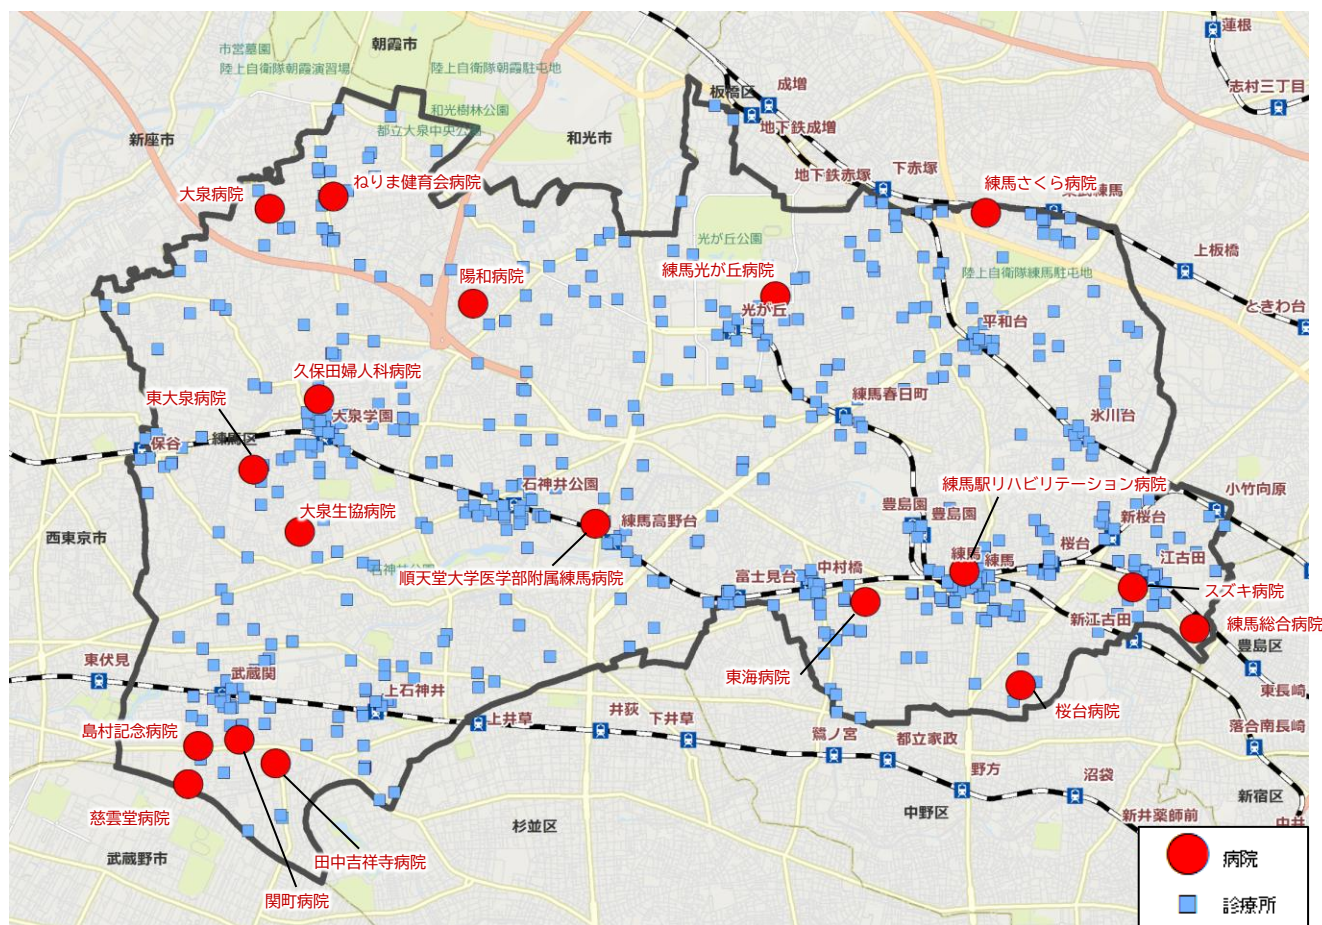 蓮根
朝霞市
市営墓園
陸上自衛隊朝霞演習場
陸上自衛隊朝霞駐屯地
成増
志村三丁目
板橋区
和光樹林公園
都立大泉中央公園
地下鉄成増
新座市
和光市
下赤塚
地下鉄赤塚
ねりま健育会病院
練馬さくら病院
大泉病院
東武練馬
光が丘公園
上板橋
陽和病院
練馬光が丘病院
陸上自衛隊練馬駐屯地
光が丘
ときわ台
平和台
久保田婦人科病院
東大泉病院
練馬春日町
大泉学園
氷川台
保谷
練馬区
石神井公園
練馬駅リハビリテーション病院
小竹向原
大泉生協病院
練馬高野台
豊島園
豊島園
新桜台
西東京市
桜台
江古田
練馬
練馬
石神井公園
順天堂大学医学部附属練馬病院
富士見台
中村橋
スズキ病院
新江古田
練馬総合病院
豊島区
東伏見
武蔵関
東海病院
上石神井
東長崎
桜台病院
島村記念病院
上井草
井荻
下井草
鷺ノ宮
都立家政
落合南長崎
野方
沼袋
新宿区
慈雲堂病院
杉並区
中野区
新井薬師前
中井
武蔵野市
田中吉祥寺病院
病院
関町病院
診療所